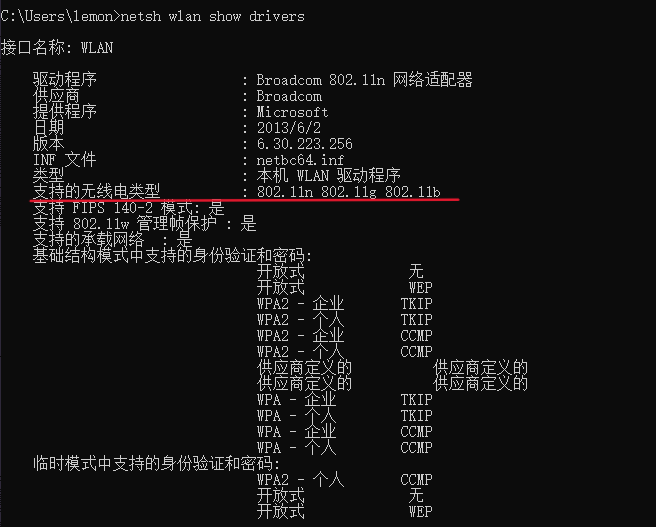 C:\Users\lemon>netsh wlan show drivers
接口名称: WLAN
驱动程序 : Broadcom 802.11n 网络适配器
供应商 : Broadcom
提供程序 : Microsoft
日期 : 2013/6/2
版本 : 6.30.223.256
INF 文件 : netbc64.inf
类型 : 本机 WLAN 驱动程序
支持的无线电类型 : 802.11n 802.11g 802.11b
支持 FIPS 140-2 模式: 是
支持 802.11w 管理帧保护 : 是
支持的承载网络 : 是
基础结构模式中支持的身份验证和密码:
开放式 无
开放式 WEP
WPA2 - 企业 TKIP
WPA2 - 个人 TKIP
WPA2 - 企业 CCMP
WPA2 - 个人 CCMP
供应商定义的 供应商定义的
供应商定义的 供应商定义的
WPA - 企业 TKIP
WPA - 个人 TKIP
WPA - 企业 CCMP
WPA - 个人 CCMP
临时模式中支持的身份验证和密码:
WPA2 - 个人 CCMP
开放式 无
开放式 WEP